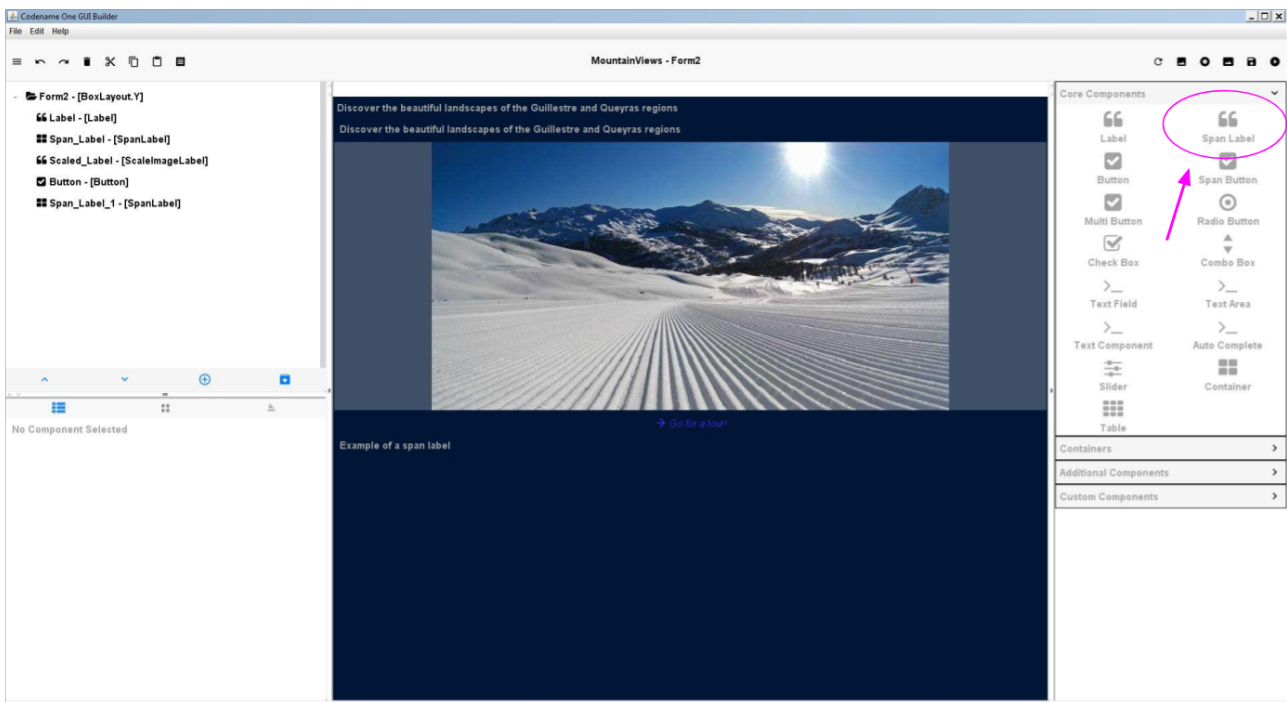 Codename One GUI Builder
File Edit Help
MountainViews - Form2
Form2 - [BoxLayout.Y]
Label - [Label]
Span_Label - [SpanLabel]
Scaled_Label - [ScaleImageLabel]
Button - [Button]
Span_Label_1 - [SpanLabel]
No Component Selected
Discover the beautiful landscapes of the Guillestre and Queyras regions
Discover the beautiful landscapes of the Guillestre and Queyras regions
Go for a tour!
Example of a span label
Core Components
Label Span Label
Button Span Button
Multi Button Radio Button
Check Box Combo Box
Text Field Text Area
Text Component Auto Complete
Slider Container
Table
Containers
Additional Components
Custom Components